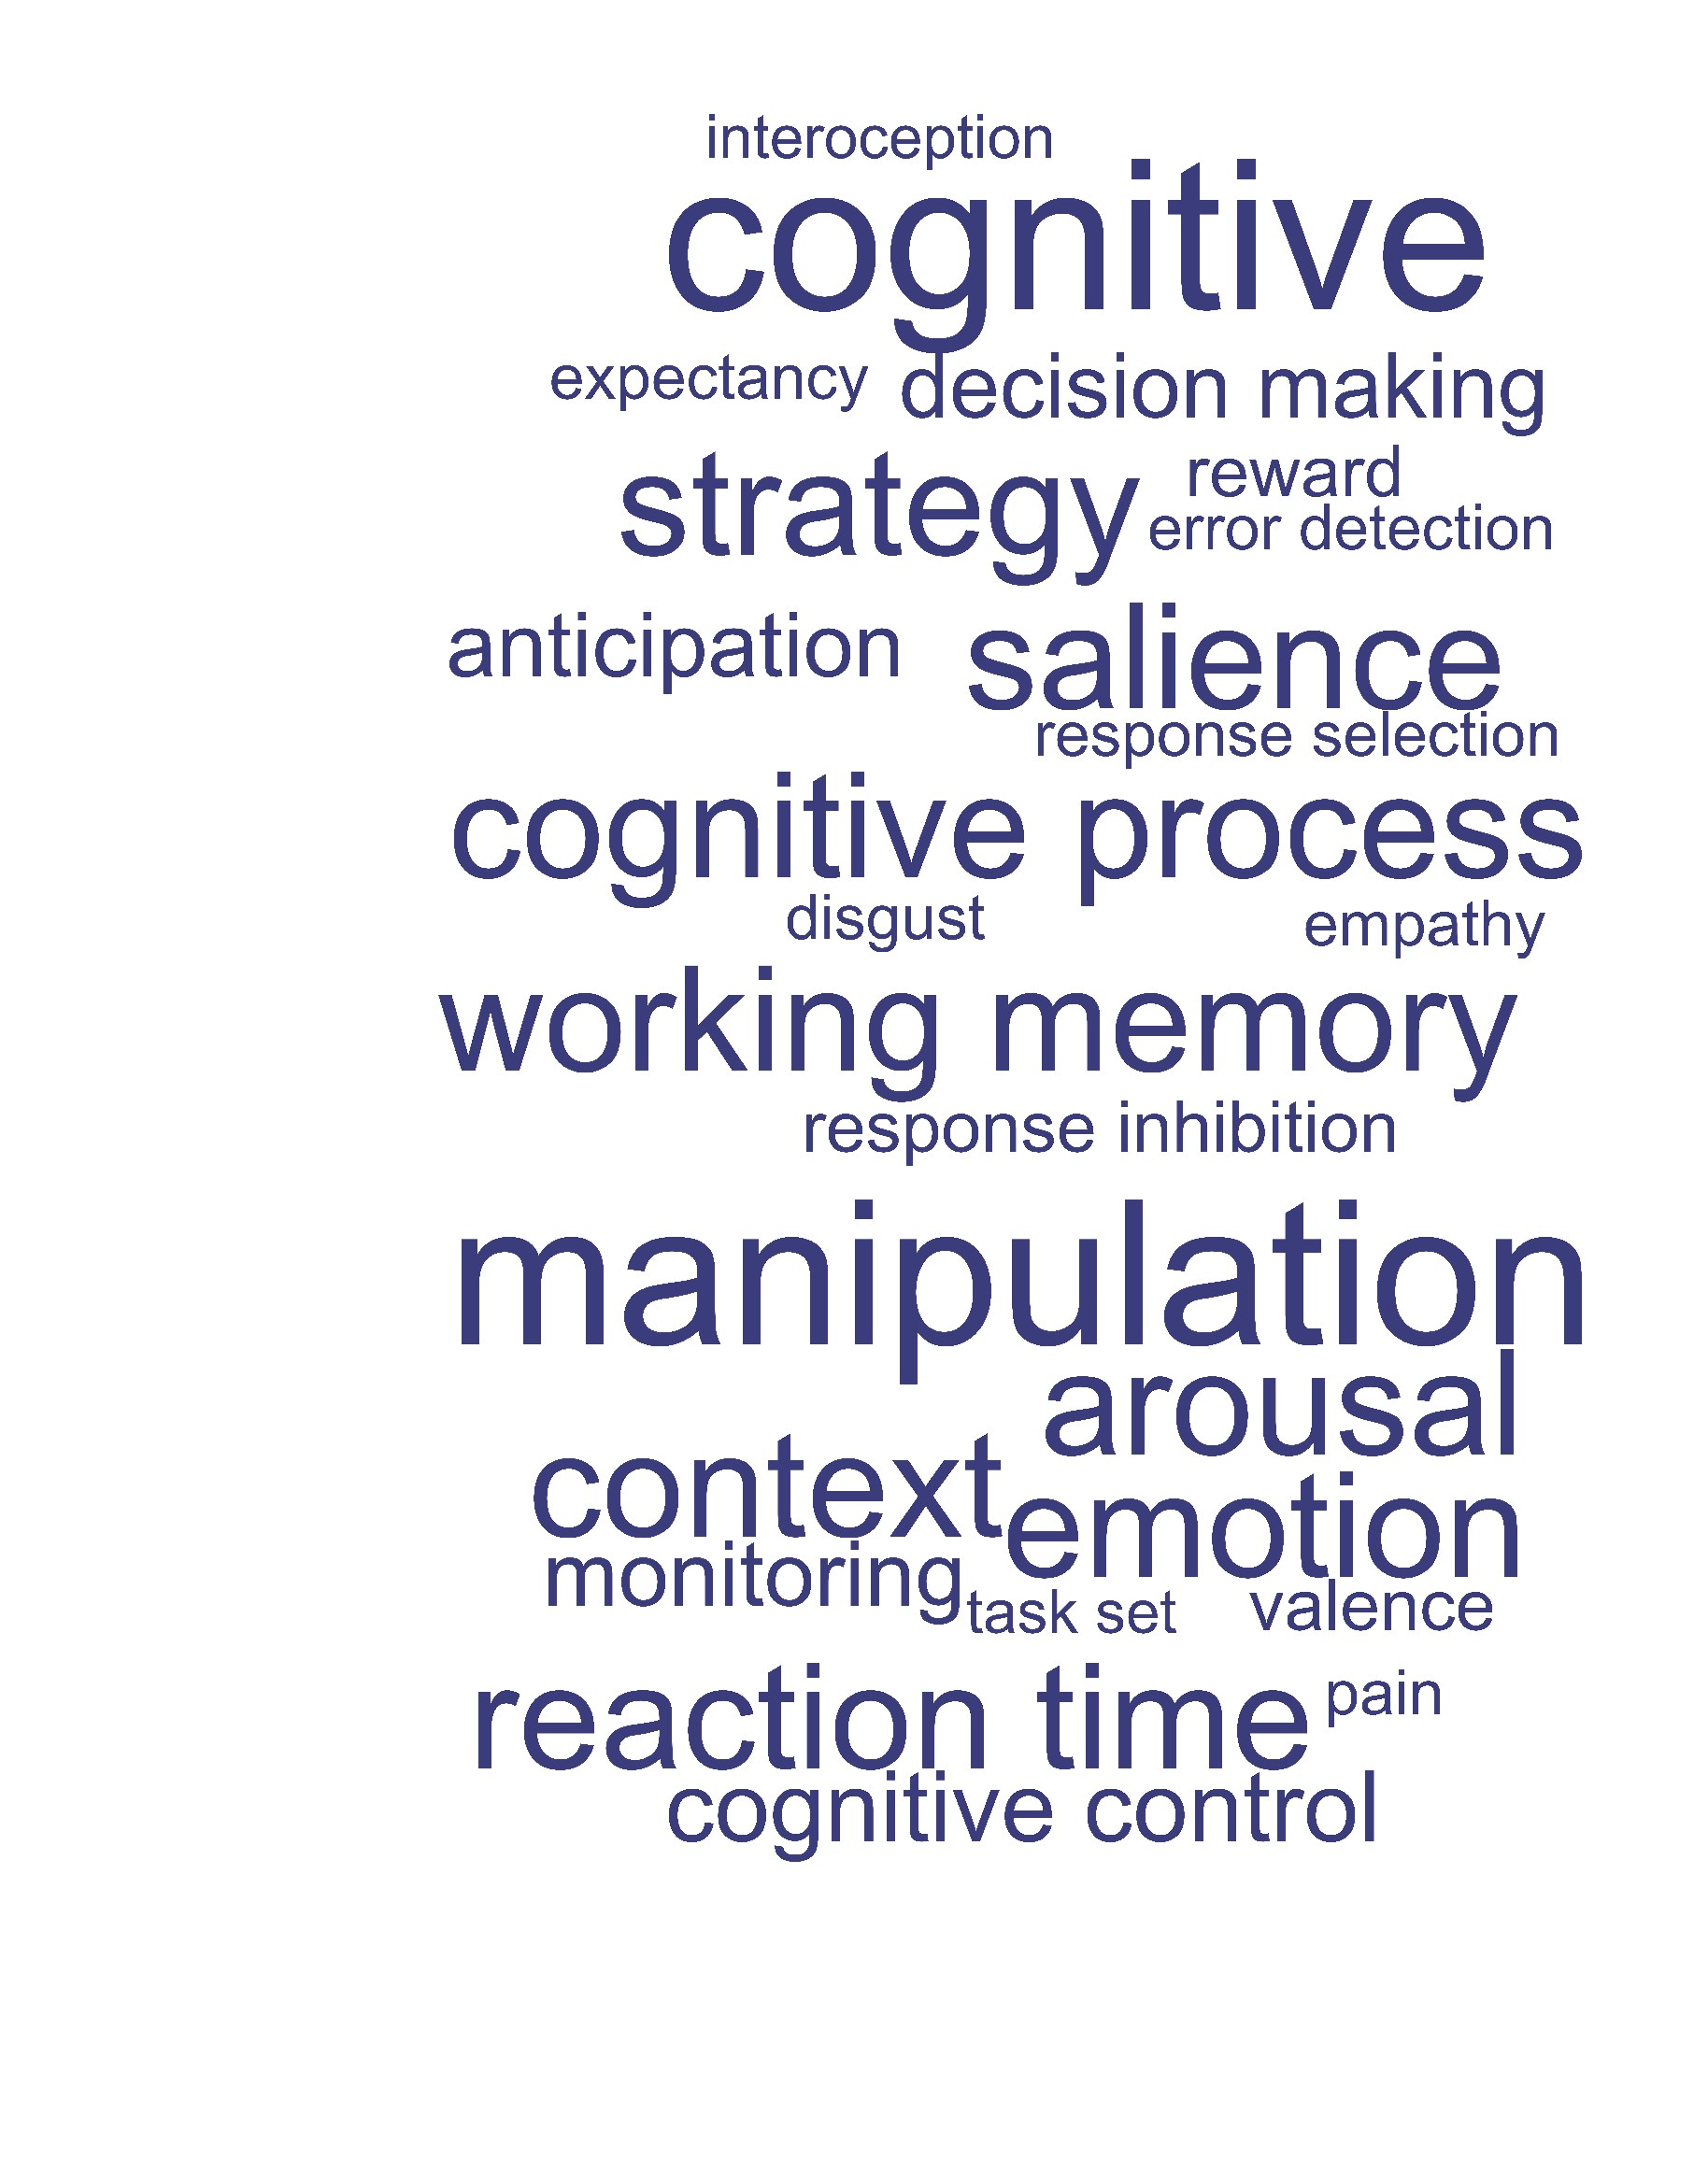 interoception
cognitive
expectancy
decision making
strategy
reward
error detection
anticipation
salience
response selection
cognitive process
disgust
empathy
working memory
response inhibition
manipulation
arousal
context
emotion
monitoring
task set
valence
reaction time
pain
cognitive control